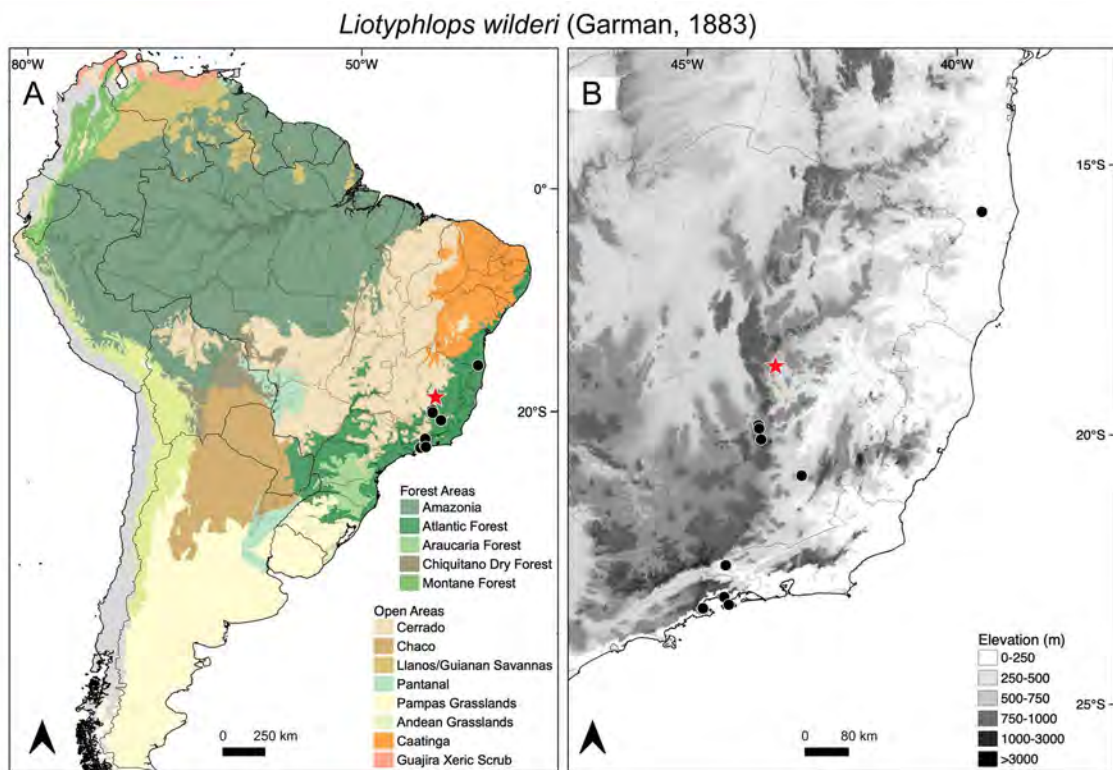 Liotyphlops wilderi (Garman, 1883)
80°W
50°W
A
0°
20°S
Forest Areas
Amazonia
Atlantic Forest
Araucaria Forest
Chiquitano Dry Forest
Montane Forest
Open Areas
Cerrado
Chaco
Llanos/Guianan Savannas
Pantanal
Pampas Grasslands
Andean Grasslands
Caatinga
Guajira Xeric Scrub
0 250 km
45°W
40°W
B
15°S
20°S
25°S
Elevation (m)
0-250
250-500
500-750
750-1000
1000-3000
>3000
0 80 km